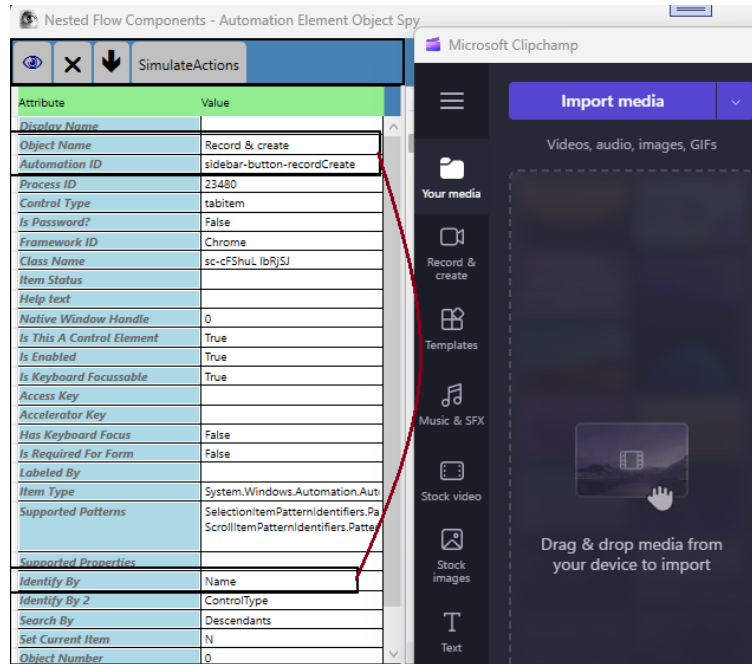 Nested Flow Components - Automation Element Object Spy
SimulateActions
Attribute Value
Display Name
Object Name Record & create
Automation ID sidebar-button-recordCreate
Process ID 23480
Control Type tabitem
Is Password? False
Framework ID Chrome
Class Name sc-cFShuL IbRjSJ
Item Status
Help text
Native Window Handle 0
Is This A Control Element True
Is Enabled True
Is Keyboard Focussable True
Access Key
Accelerator Key
Has Keyboard Focus False
Is Required For Form False
Labeled By
Item Type System.Windows.Automation.Aut
Supported Patterns SelectionItemPatternIdentifiers.Pa
ScrollItemPatternIdentifiers.Patte
Supported Properties
Identify By Name
Identify By 2 ControlType
Search By Descendants
Set Current Item N
Object Number 0
Microsoft Clipchamp
Import media
Videos, audio, images, GIFs
Your media
Record &
create
Templates
Music & SFX
Stock video
Stock
images
Text
Drag & drop media from
your device to import